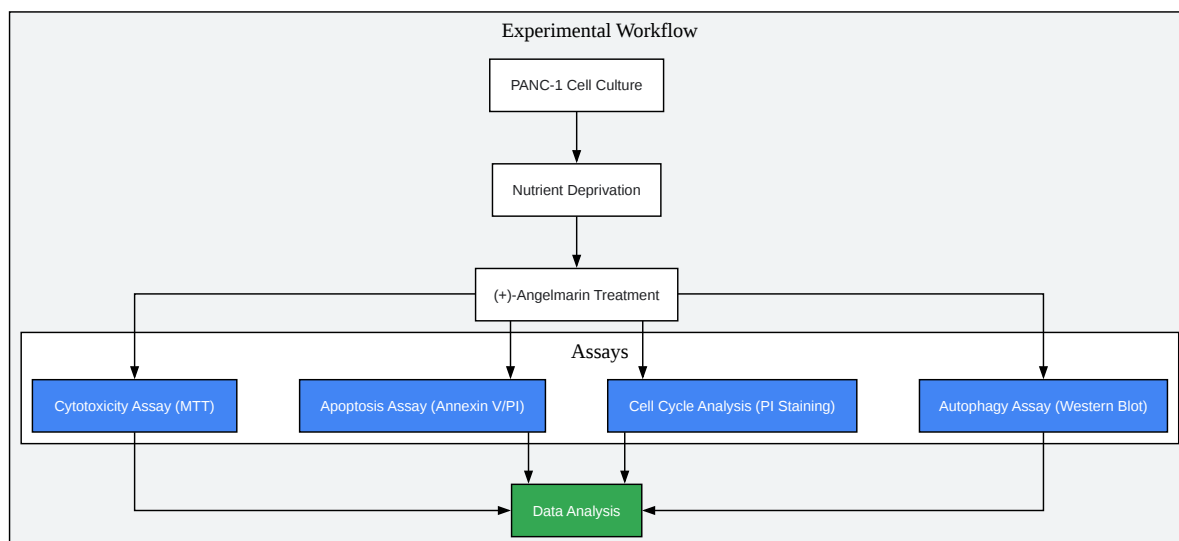 Experimental Workflow
PANC-1 Cell Culture
Nutrient Deprivation
(+)-Angelmarin Treatment
Assays
Cytotoxicity Assay (MTT)
Apoptosis Assay (Annexin V/PI)
Cell Cycle Analysis (PI Staining)
Autophagy Assay (Western Blot)
Data Analysis